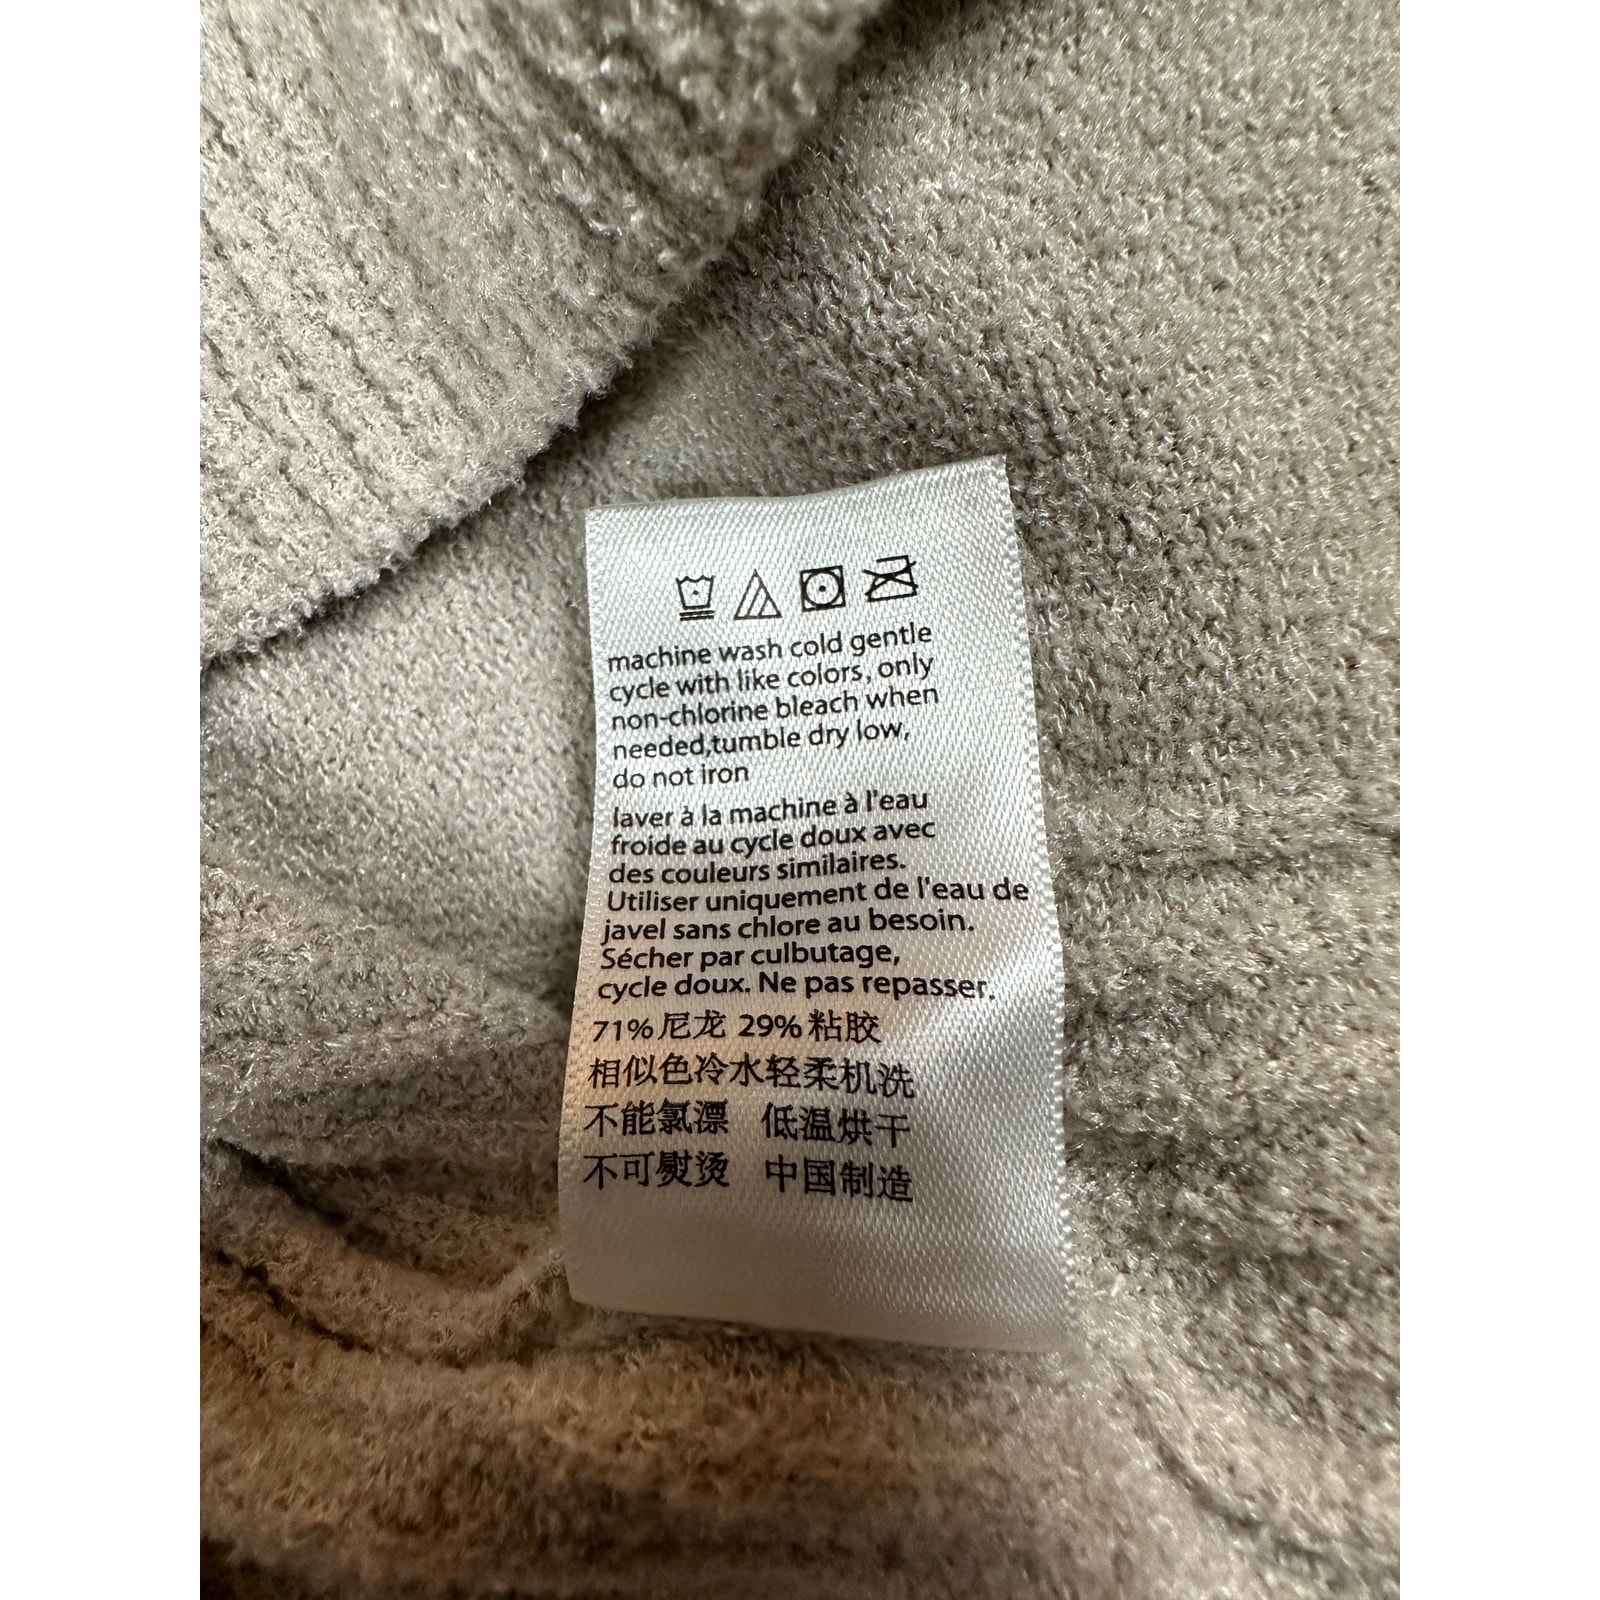 machine wash cold gentle
cycle with like colors, only
non-chlorine bleach when
needed,tumble dry low,
do not iron
laver à la machine à l'eau
froide au cycle doux avec
des couleurs similaires.
Utiliser uniquement de l'eau de
javel sans chlore au besoin.
Sécher par culbutage,
cycle doux. Ne pas repasser.
71%尼龙 29%粘胶
相似色冷水轻柔机洗
不能氯漂 低温烘干
不可熨烫 中国制造